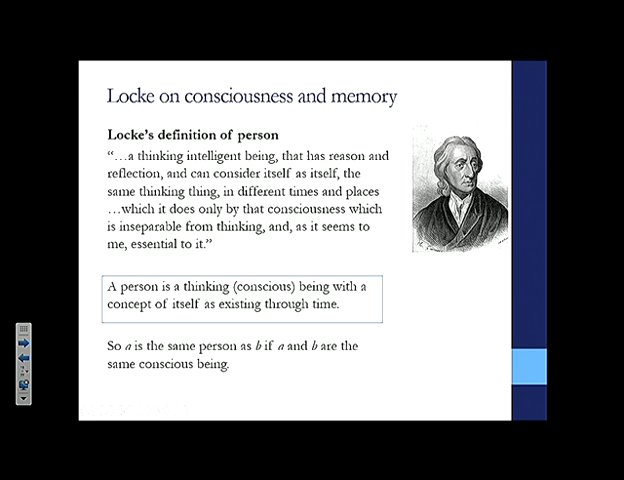 Locke on consciousness and memory
Locke's definition of person
“…a thinking intelligent being, that has reason and
reflection, and can consider itself as itself, the
same thinking thing, in different times and places
…which it does only by that consciousness which
is inseparable from thinking, and, as it seems to
me, essential to it.”
A person is a thinking (conscious) being with a
concept of itself as existing through time.
So a is the same person as b if a and b are the
same conscious being.